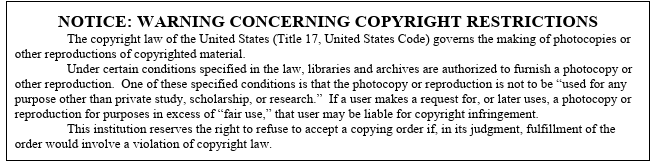 NOTICE: WARNING CONCERNING COPYRIGHT RESTRICTIONS
The copyright law of the United States (Title 17, United States Code) governs the making of photocopies or
other reproductions of copyrighted material.
Under certain conditions specified in the law, libraries and archives are authorized to furnish a photocopy or
other reproduction. One of these specified conditions is that the photocopy or reproduction is not to be “used for any
purpose other than private study, scholarship, or research.” If a user makes a request for, or later uses, a photocopy or
reproduction for purposes in excess of “fair use,” that user may be liable for copyright infringement.
This institution reserves the right to refuse to accept a copying order if, in its judgment, fulfillment of the
order would involve a violation of copyright law.